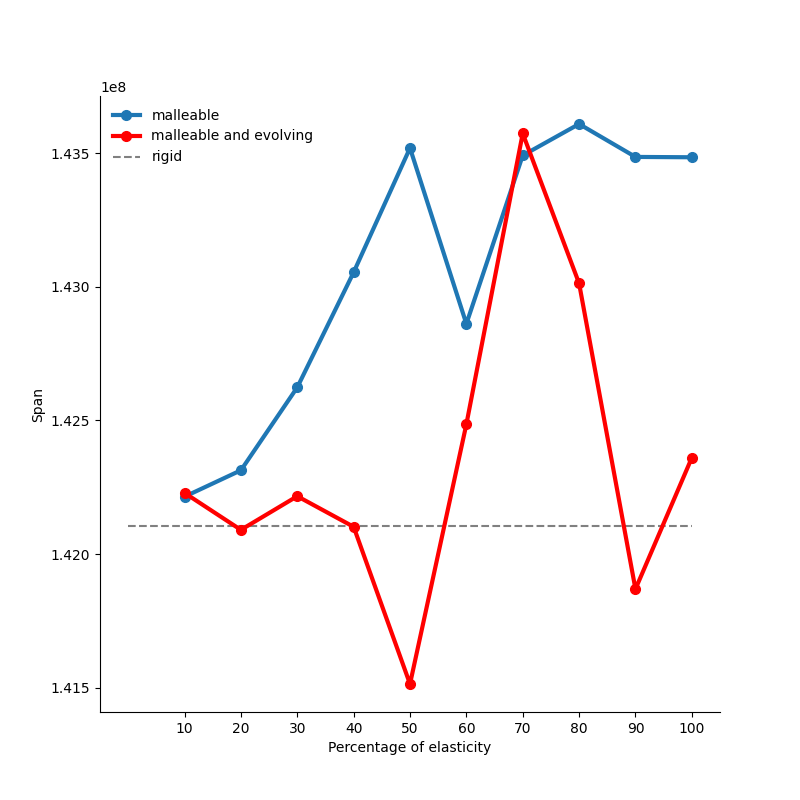 1e8
malleable
malleable and evolving
rigid
1.435
1.430
1.425
1.420
1.415
Span
10 20 30 40 50 60 70 80 90 100
Percentage of elasticity